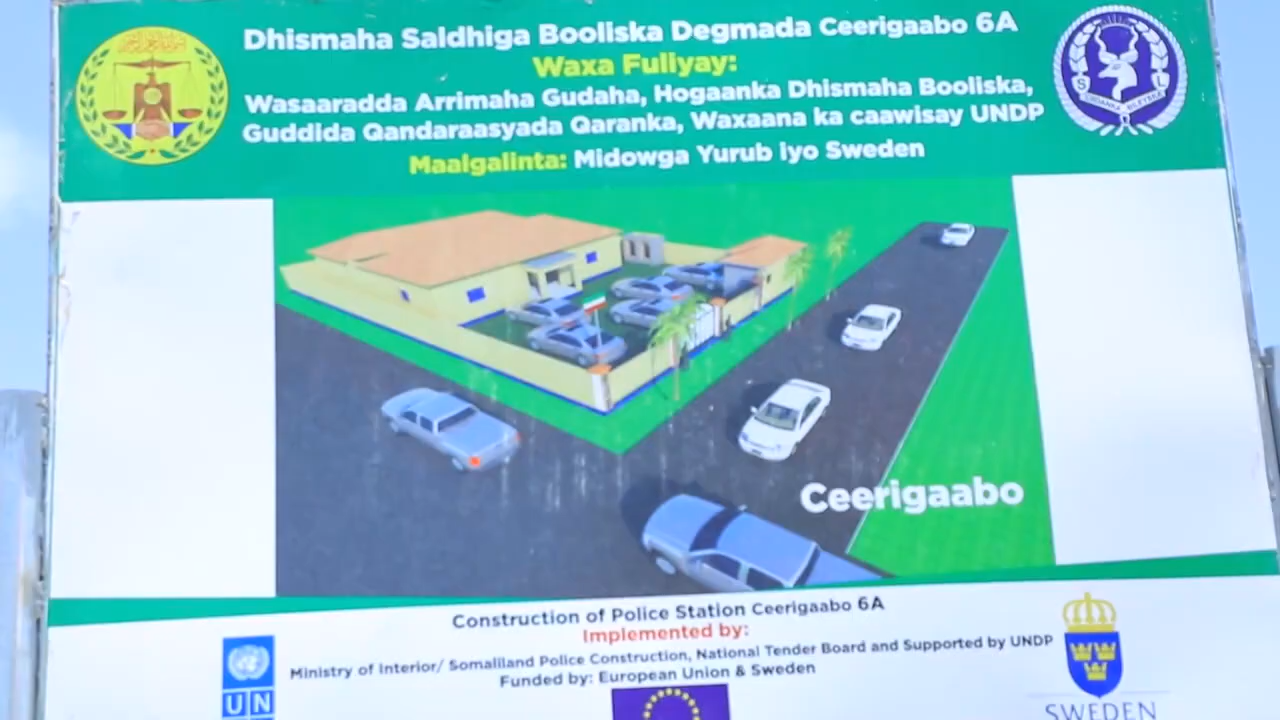 Dhismaha Saldhiga Booliska Degmada Ceerigaabo 6A
Waxa Fuliyay:
Wasaaradda Arrimaha Gudaha, Hogaanka Dhismaha Booliska,
Guddida Qandaraasyada Qaranka, Waxaana ka caawisay UNDP
Maalgalinta: Midowga Yurub iyo Sweden
Ceerigaabo
Construction of Police Station Ceerigaabo 6A
Implemented by:
Ministry of Interior/ Somaliland Police Construction, National Tender Board and Supported by UNDP
Funded by: European Union & Sweden
UN
SWEDEN